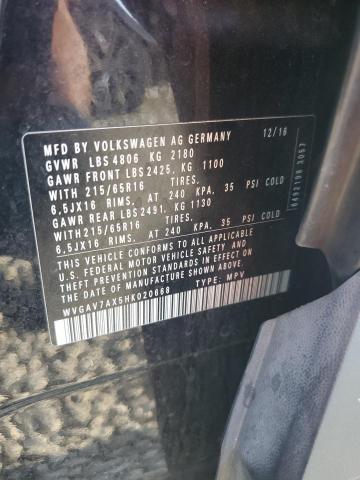 MFD BY VOLKSWAGEN AG GERMANY 12/16
GVWR LBS 4806 KG 2180
GAWR FRONT LBS 2425, KG 1100
WITH 215/65R16 TIRES,
6,5JX16 RIMS, AT 240 KPA, 35 PSI COLD
GAWR REAR LBS 2491, KG 1130
WITH 215/65R16 TIRES,
6,5JX16 RIMS, AT 240 KPA, 35 PSI COLD
THIS VEHICLE CONFORMS TO ALL APPLICABLE
U.S. FEDERAL MOTOR VEHICLE SAFETY, BUMPER, AND
THEFT PREVENTION STANDARDS IN EFFECT ON THE
DATE OF MANUFACTURE SHOWN ABOVE.
WVGAV7AX5HK020668 TYPE: MPV
6492198 3057